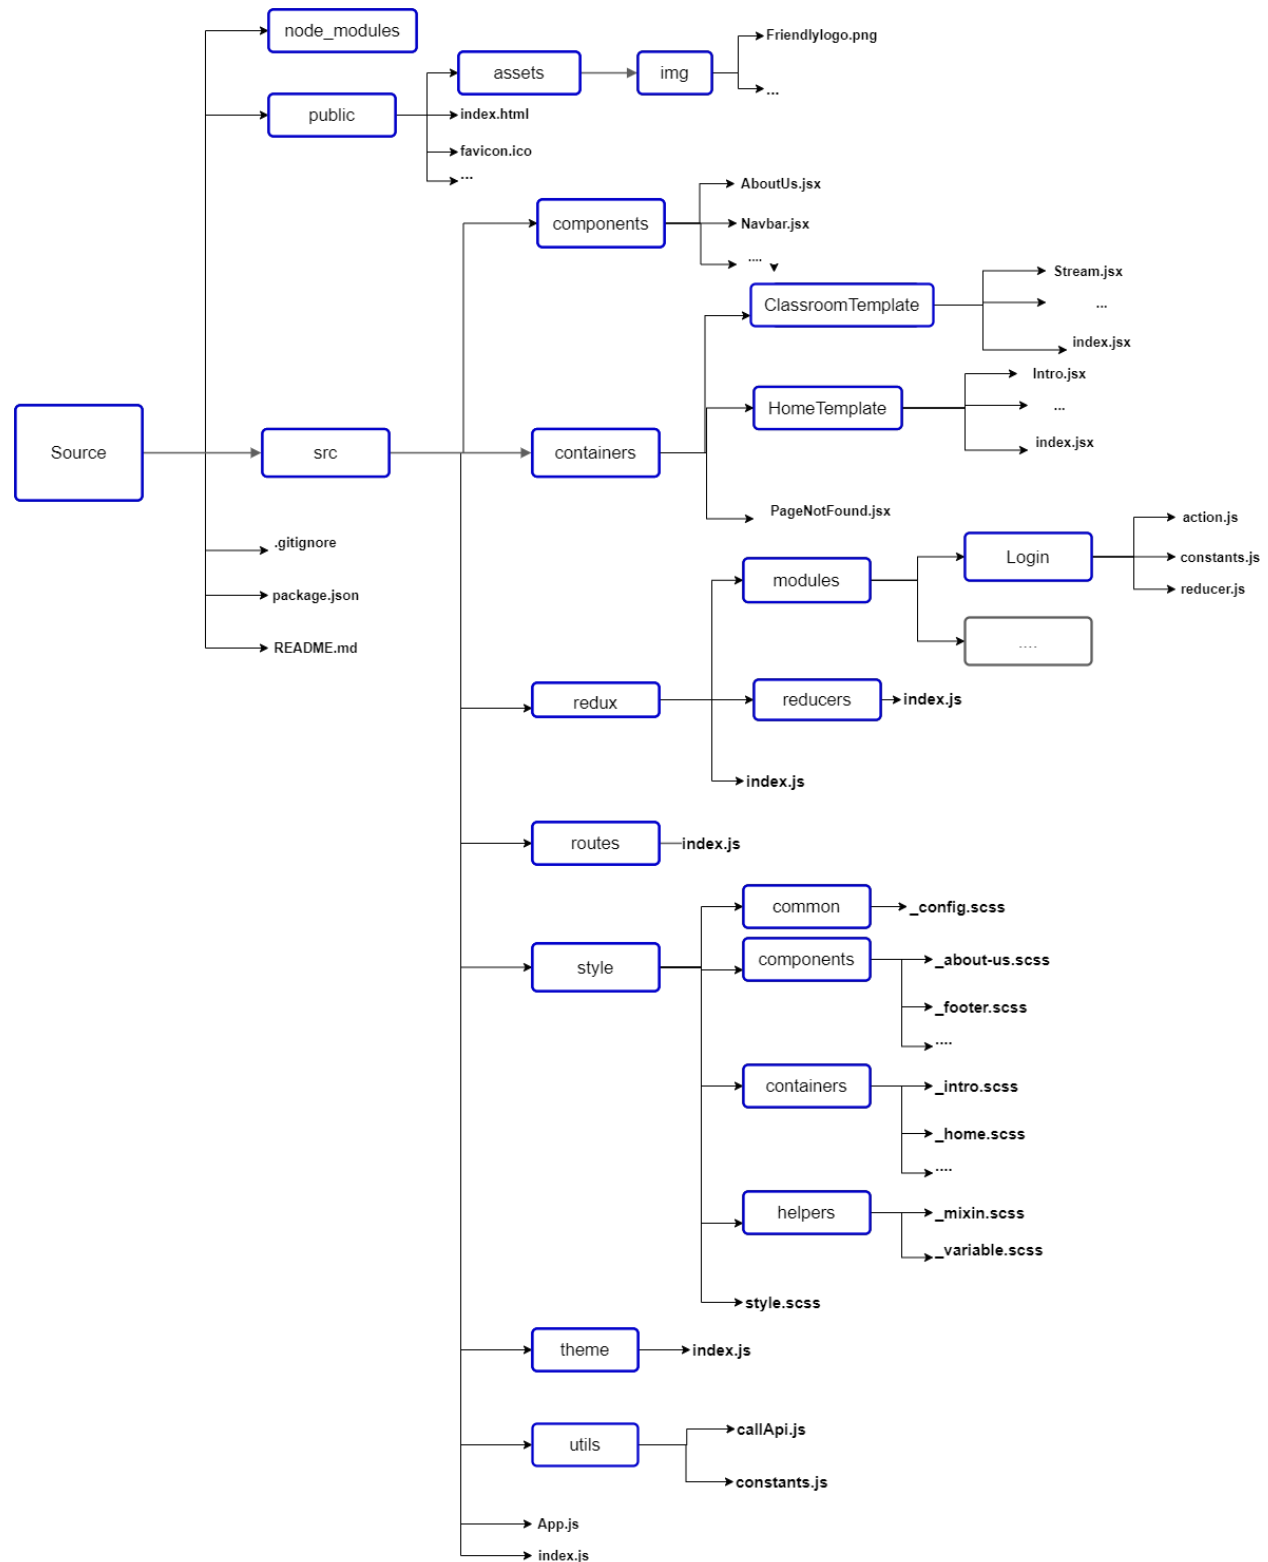 node_modules
public
assets
img
Friendlylogo.png
...
index.html
favicon.ico
...
components
AboutUs.jsx
Navbar.jsx
....
ClassroomTemplate
Stream.jsx
...
index.jsx
HomeTemplate
Intro.jsx
...
index.jsx
Source
src
containers
PageNotFound.jsx
.gitignore
package.json
README.md
modules
Login
action.js
constants.js
reducer.js
....
redux
reducers
index.js
index.js
routes
index.js
style
common
_config.scss
components
_about-us.scss
_footer.scss
....
containers
_intro.scss
_home.scss
....
helpers
_mixin.scss
_variable.scss
style.scss
theme
index.js
utils
callApi.js
constants.js
App.js
index.js